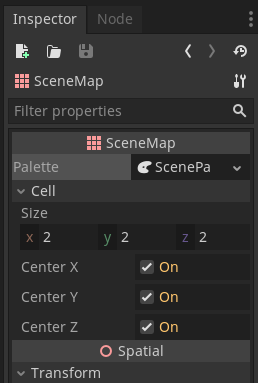 Inspector Node
SceneMap
Filter properties
SceneMap
Palette ScenePa
Cell
Size
x 2 y 2 z 2
Center X On
Center Y On
Center Z On
Spatial
Transform